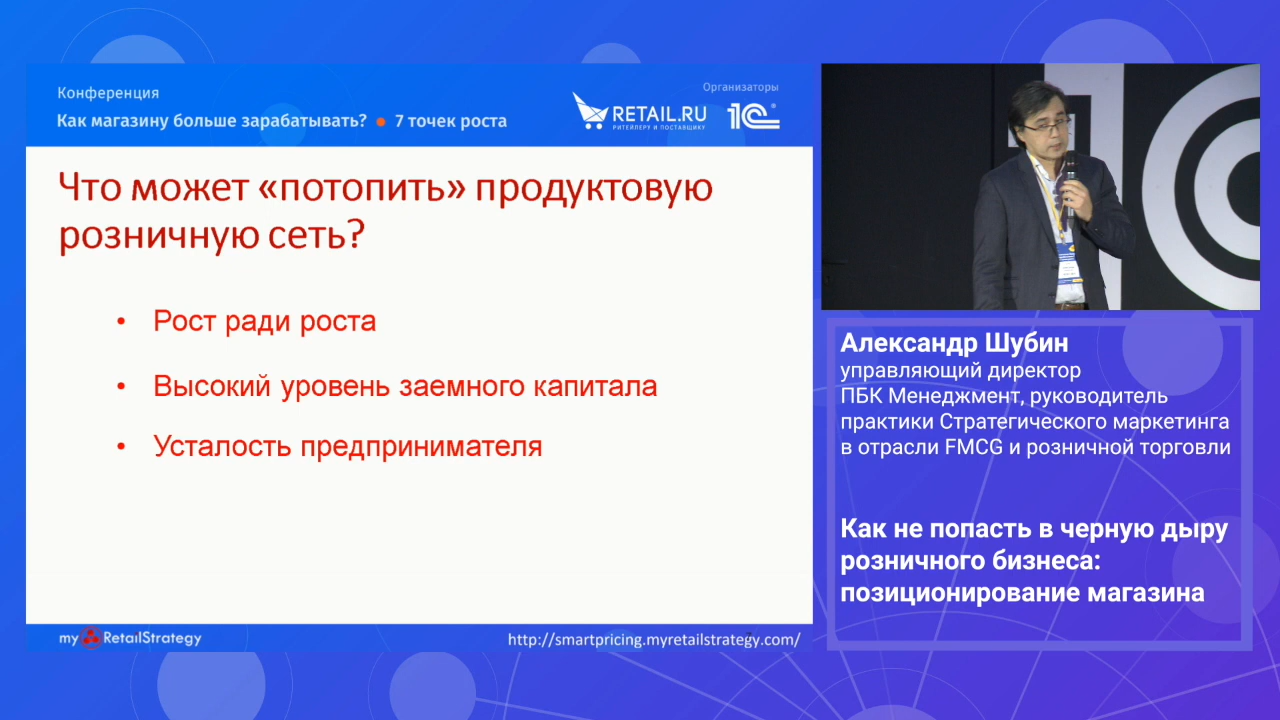 Конференция
Как магазину больше зарабатывать? • 7 точек роста
Организаторы
RETAIL.RU
РИТЕЙЛЕРУ И ПОСТАВЩИКУ
1С®
Что может «потопить» продуктовую
розничную сеть?
• Рост ради роста
• Высокий уровень заемного капитала
• Усталость предпринимателя
my RetailStrategy
http://smartpricing.myretailstrategy.com/
Александр Шубин
управляющий директор
ПБК Менеджмент, руководитель
практики Стратегического маркетинга
в отрасли FMCG и розничной торговли
Как не попасть в черную дыру
розничного бизнеса:
позиционирование магазина